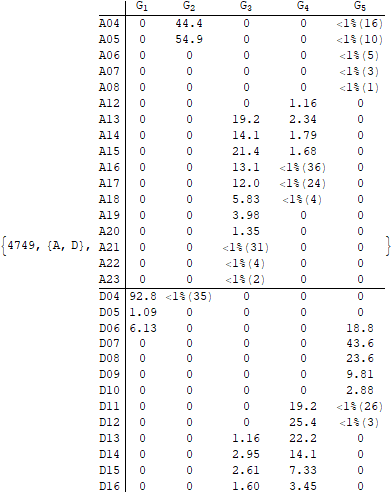 G1 G2 G3 G4 G5
A04 0 44.4 0 0 <1%(16)
A05 0 54.9 0 0 <1%(10)
A06 0 0 0 0 <1%(5)
A07 0 0 0 0 <1%(3)
A08 0 0 0 0 <1%(1)
A12 0 0 0 1.16 0
A13 0 0 19.2 2.34 0
A14 0 0 14.1 1.79 0
A15 0 0 21.4 1.68 0
A16 0 0 13.1 <1%(36) 0
A17 0 0 12.0 <1%(24) 0
A18 0 0 5.83 <1%(4) 0
A19 0 0 3.98 0 0
A20 0 0 1.35 0 0
{4749, {A, D}, A21 0 0 <1%(31) 0 0 }
A22 0 0 <1%(4) 0 0
A23 0 0 <1%(2) 0 0
D04 92.8 <1%(35) 0 0 0
D05 1.09 0 0 0 0
D06 6.13 0 0 0 18.8
D07 0 0 0 0 43.6
D08 0 0 0 0 23.6
D09 0 0 0 0 9.81
D10 0 0 0 0 2.88
D11 0 0 0 19.2 <1%(26)
D12 0 0 0 25.4 <1%(3)
D13 0 0 1.16 22.2 0
D14 0 0 2.95 14.1 0
D15 0 0 2.61 7.33 0
D16 0 0 1.60 3.45 0